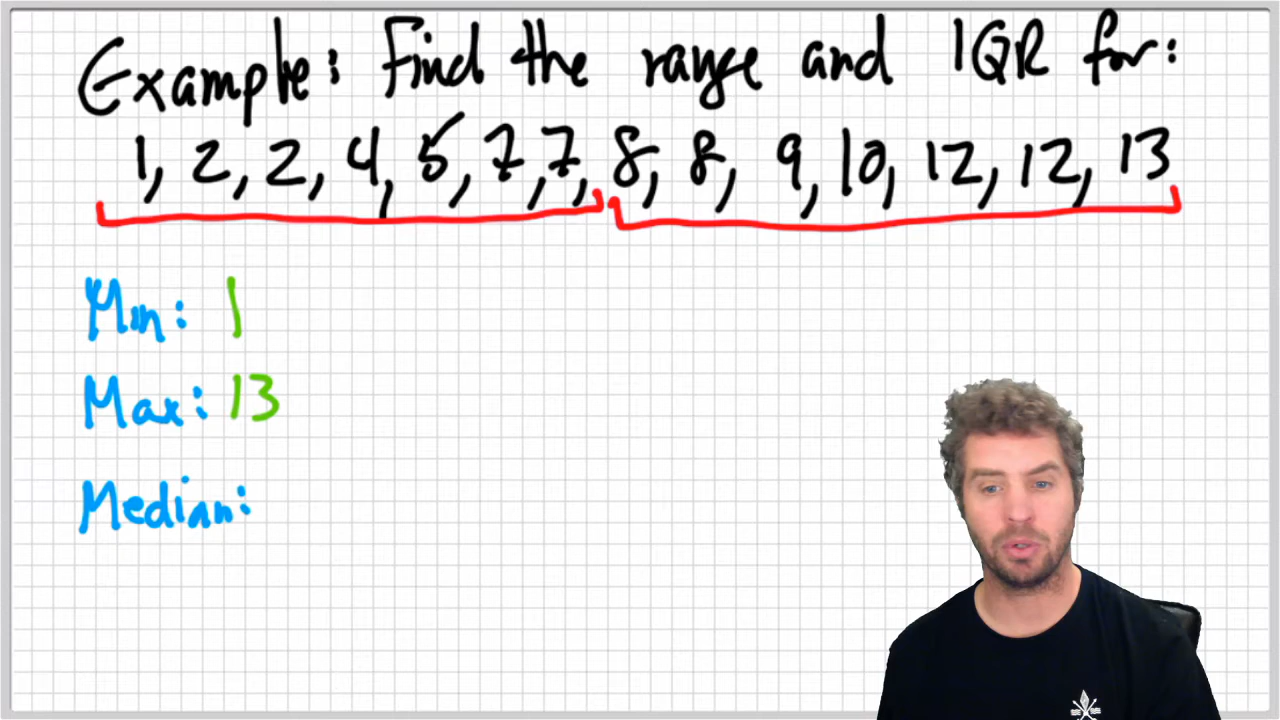 Example: Find the range and IQR for:
1, 2, 2, 4, 5, 7, 7, 8, 8, 9, 10, 12, 12, 13
Min: 1
Max: 13
Median: